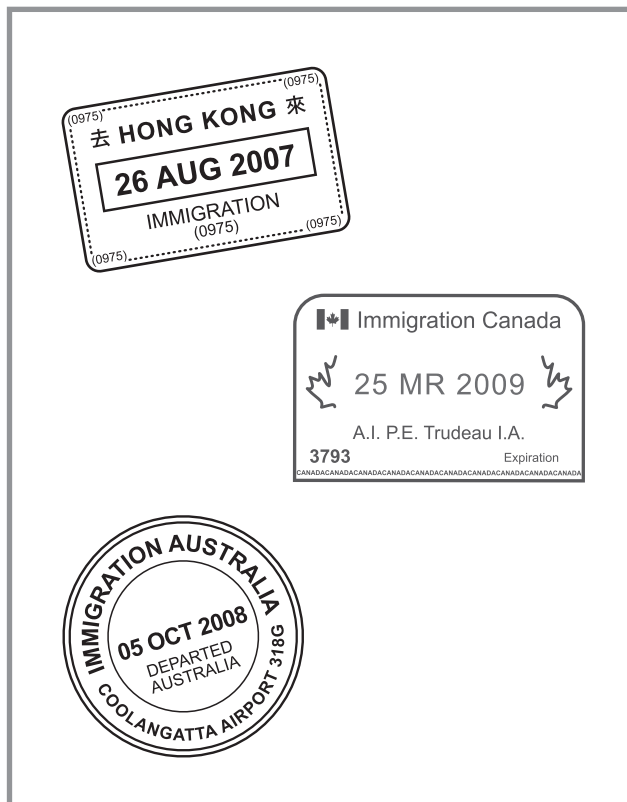 (0975) (0975)
去 HONG KONG 來
26 AUG 2007
IMMIGRATION
(0975)
(0975) (0975)
Immigration Canada
25 MR 2009
A.I. P.E. Trudeau I.A.
3793 Expiration
CANADACANADACANADACANADACANADACANADACANADACANADACANADACANADA
IMMIGRATION AUSTRALIA
05 OCT 2008
DEPARTED
AUSTRALIA
COOLANGATTA AIRPORT 318G